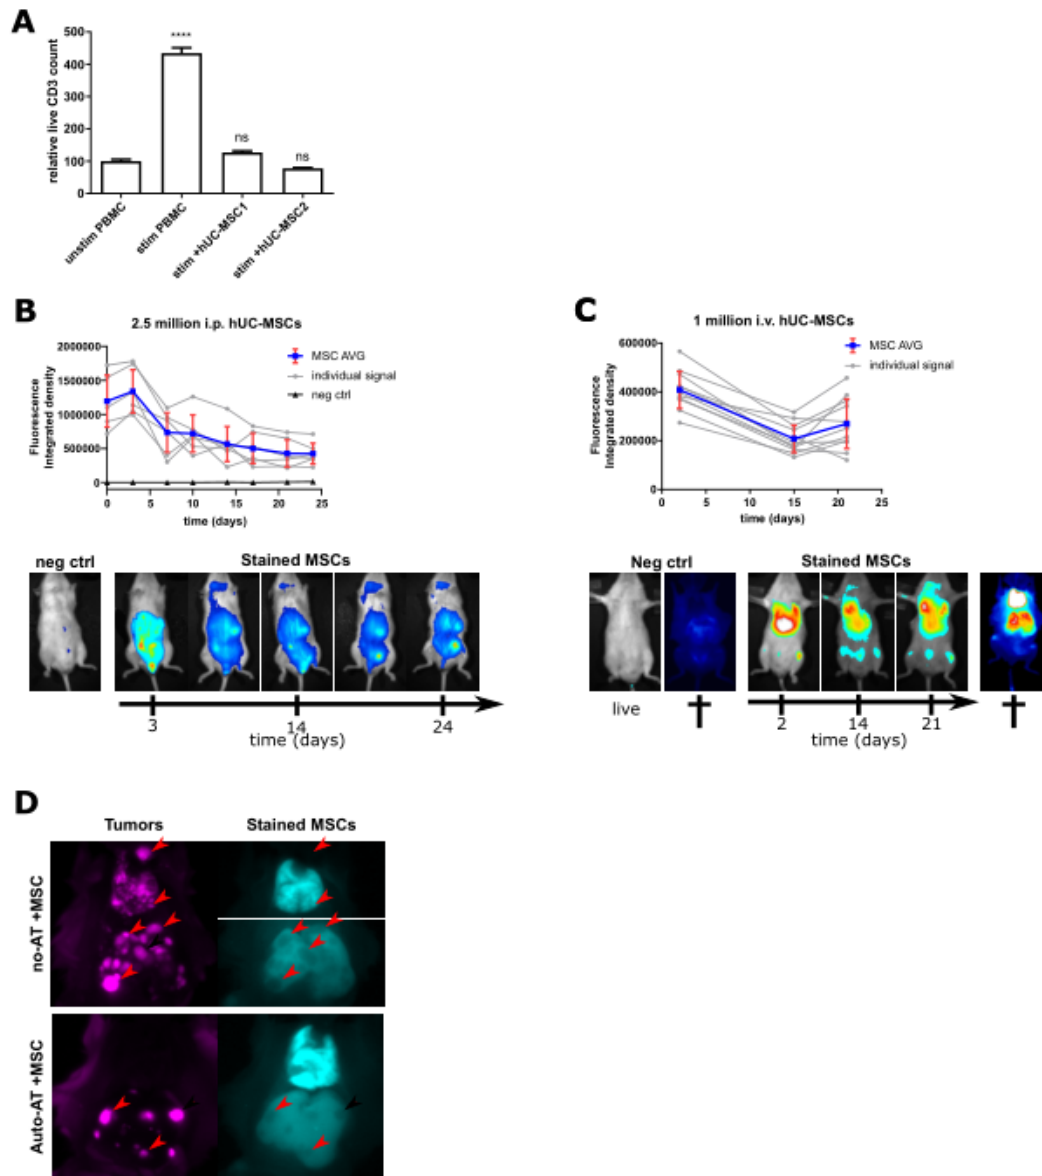 A
relative live CD3 count
500
400
300
200
100
0
****
ns
ns
unstim PBMC
stim PBMC
stim +hUC-MSC1
stim +hUC-MSC2
B
2.5 million i.p. hUC-MSCs
Fluorescence
Integrated density
2000000
1500000
1000000
500000
0
0 5 10 15 20 25
time (days)
MSC AVG
individual signal
neg ctrl
neg ctrl
Stained MSCs
3 14 24
time (days)
C
1 million i.v. hUC-MSCs
Fluorescence
Integrated density
600000
400000
200000
0
0 5 10 15 20 25
time (days)
MSC AVG
individual signal
Neg ctrl
Stained MSCs
live
2 14 21
time (days)
D
Tumors
Stained MSCs
no-AT +MSC
Auto-AT +MSC